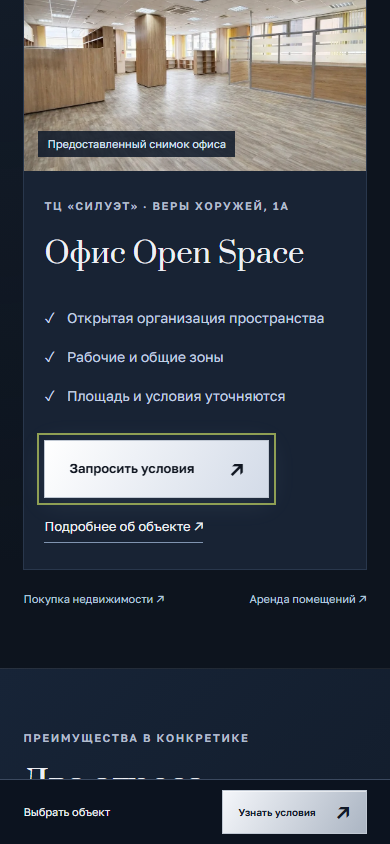 Предоставленный снимок офиса
ТЦ «СИЛУЭТ» · ВЕРЫ ХОРУЖЕЙ, 1А
Офис Open Space
✓ Открытая организация пространства
✓ Рабочие и общие зоны
✓ Площадь и условия уточняются
Запросить условия ↗
Подробнее об объекте ↗
Покупка недвижимости ↗ Аренда помещений ↗
ПРЕИМУЩЕСТВА В КОНКРЕТИКЕ
Выбрать объект
Узнать условия ↗